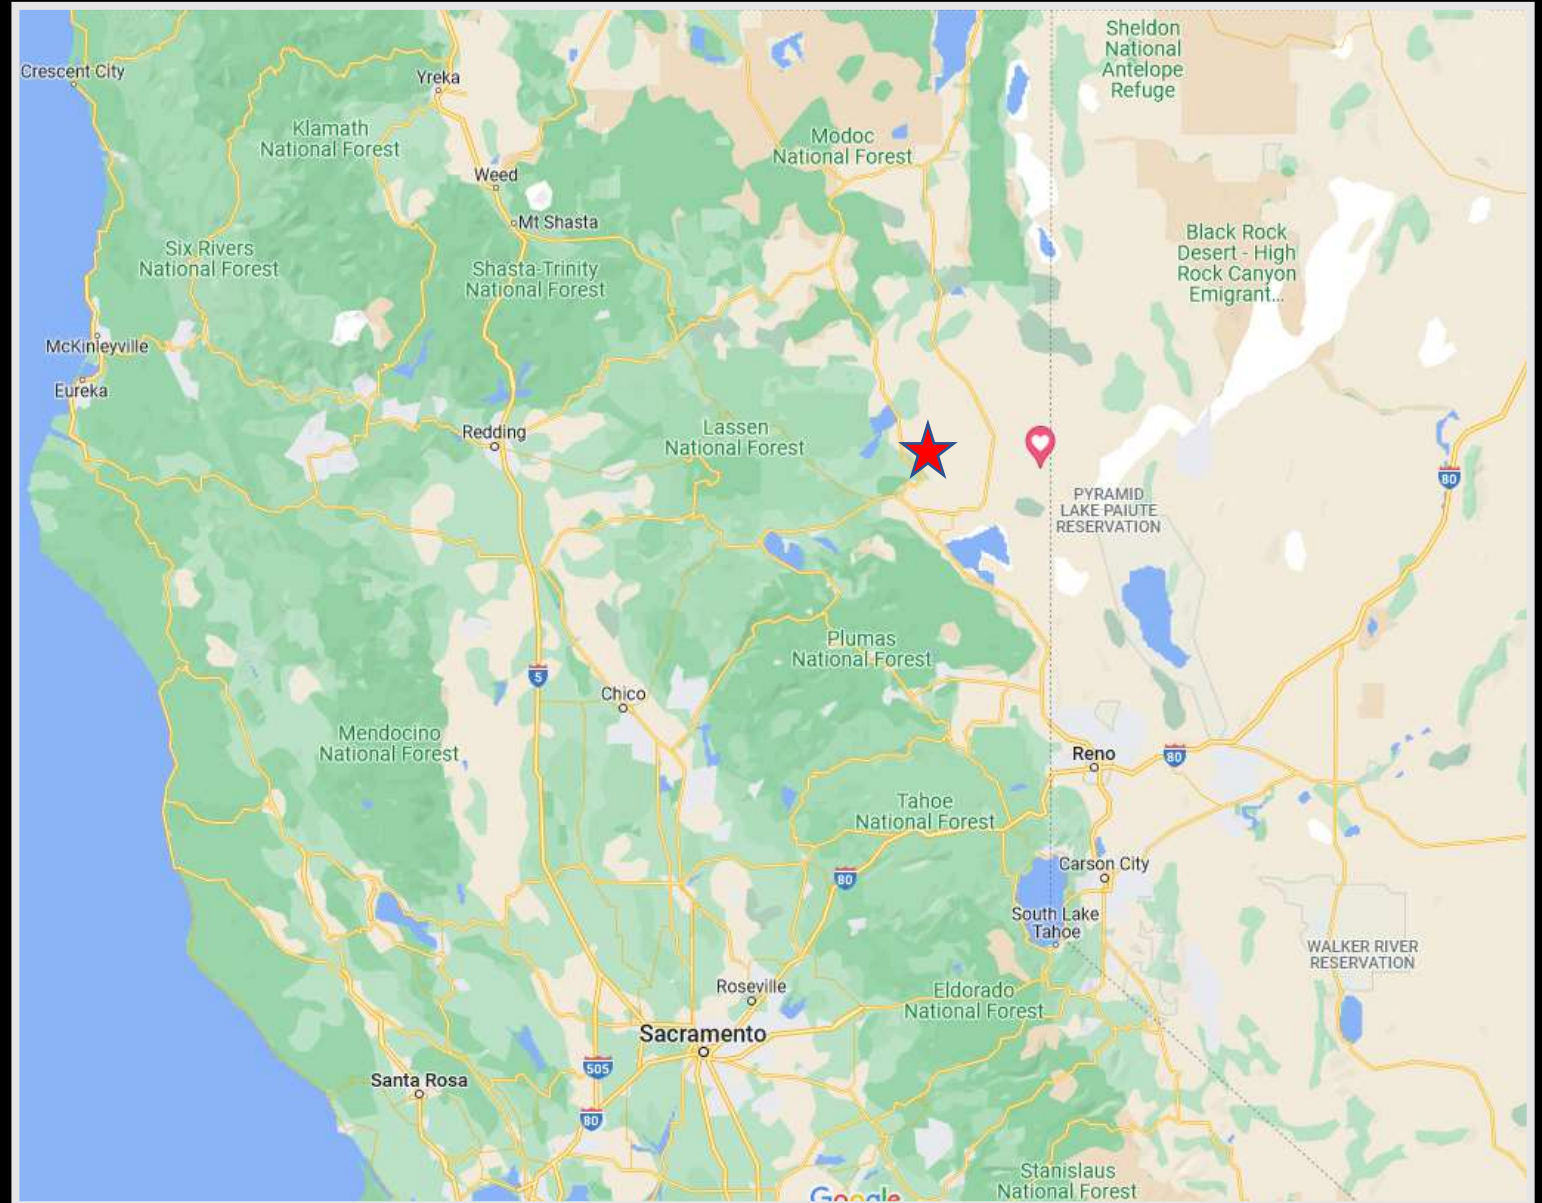 Sheldon
National
Antelope
Refuge
Crescent City
Yreka
Klamath
National Forest
Modoc
National Forest
Weed
Mt Shasta
Six Rivers
National Forest
Shasta-Trinity
National Forest
Black Rock
Desert - High
Rock Canyon
Emigrant...
McKinleyville
Eureka
Redding
Lassen
National Forest
80
PYRAMID
LAKE PAIUTE
RESERVATION
Plumas
National Forest
5
Chico
Mendocino
National Forest
Reno
80
Tahoe
National Forest
80
Carson City
South Lake
Tahoe
WALKER RIVER
RESERVATION
Roseville
Eldorado
National Forest
Sacramento
505
Santa Rosa
80
Stanislaus
National Forest
Google